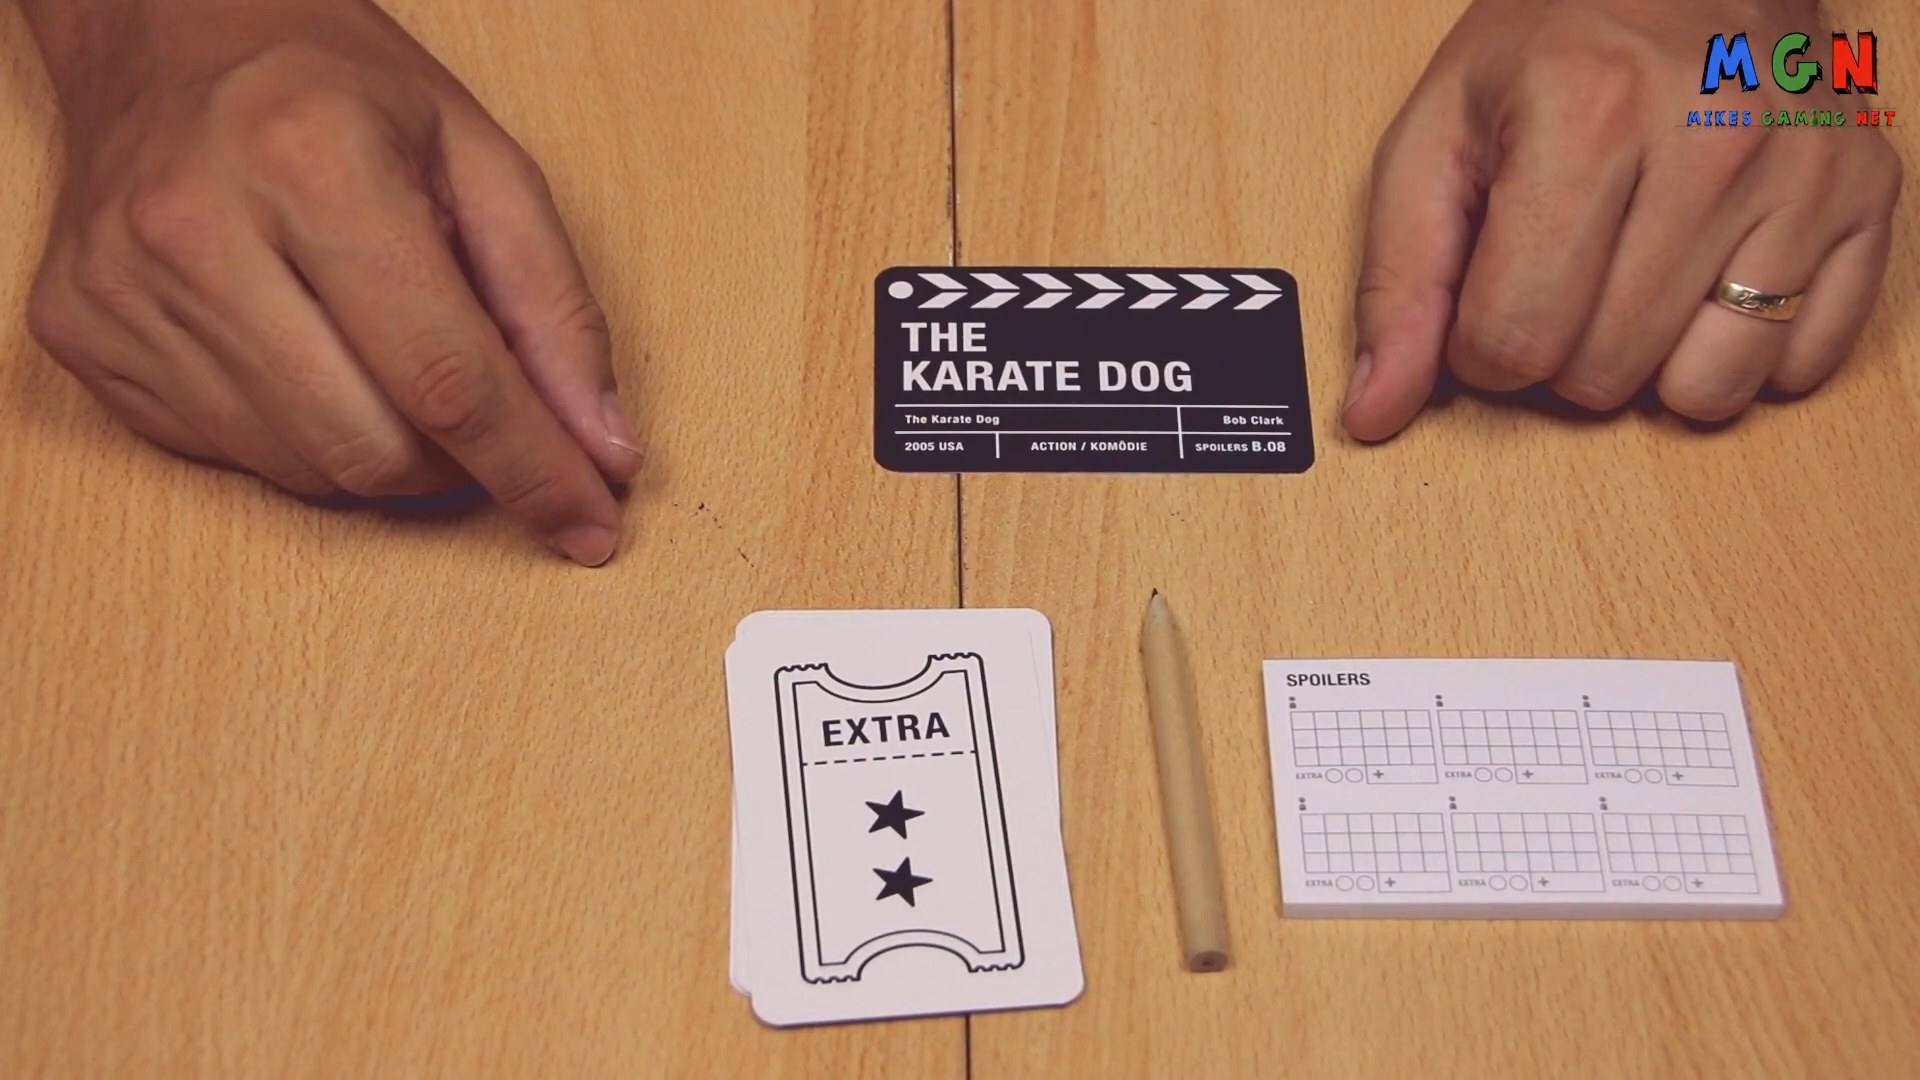 MGN
MIKES GAMING NET
THE
KARATE DOG
The Karate Dog
Bob Clark
2005 USA
ACTION / KOMÖDIE
SPOILERS B.08
EXTRA
SPOILERS
EXTRA
+
EXTRA
+
EXTRA
+
EXTRA
+
EXTRA
+
EXTRA
+